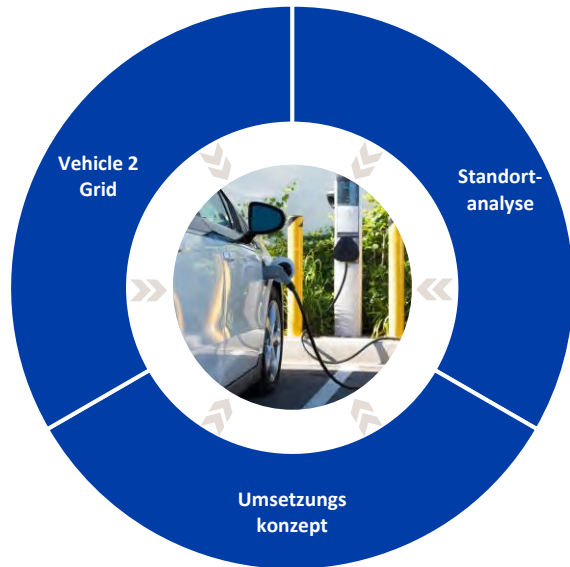 Vehicle 2
Grid
Standort-
analyse
Umsetzungs
konzept